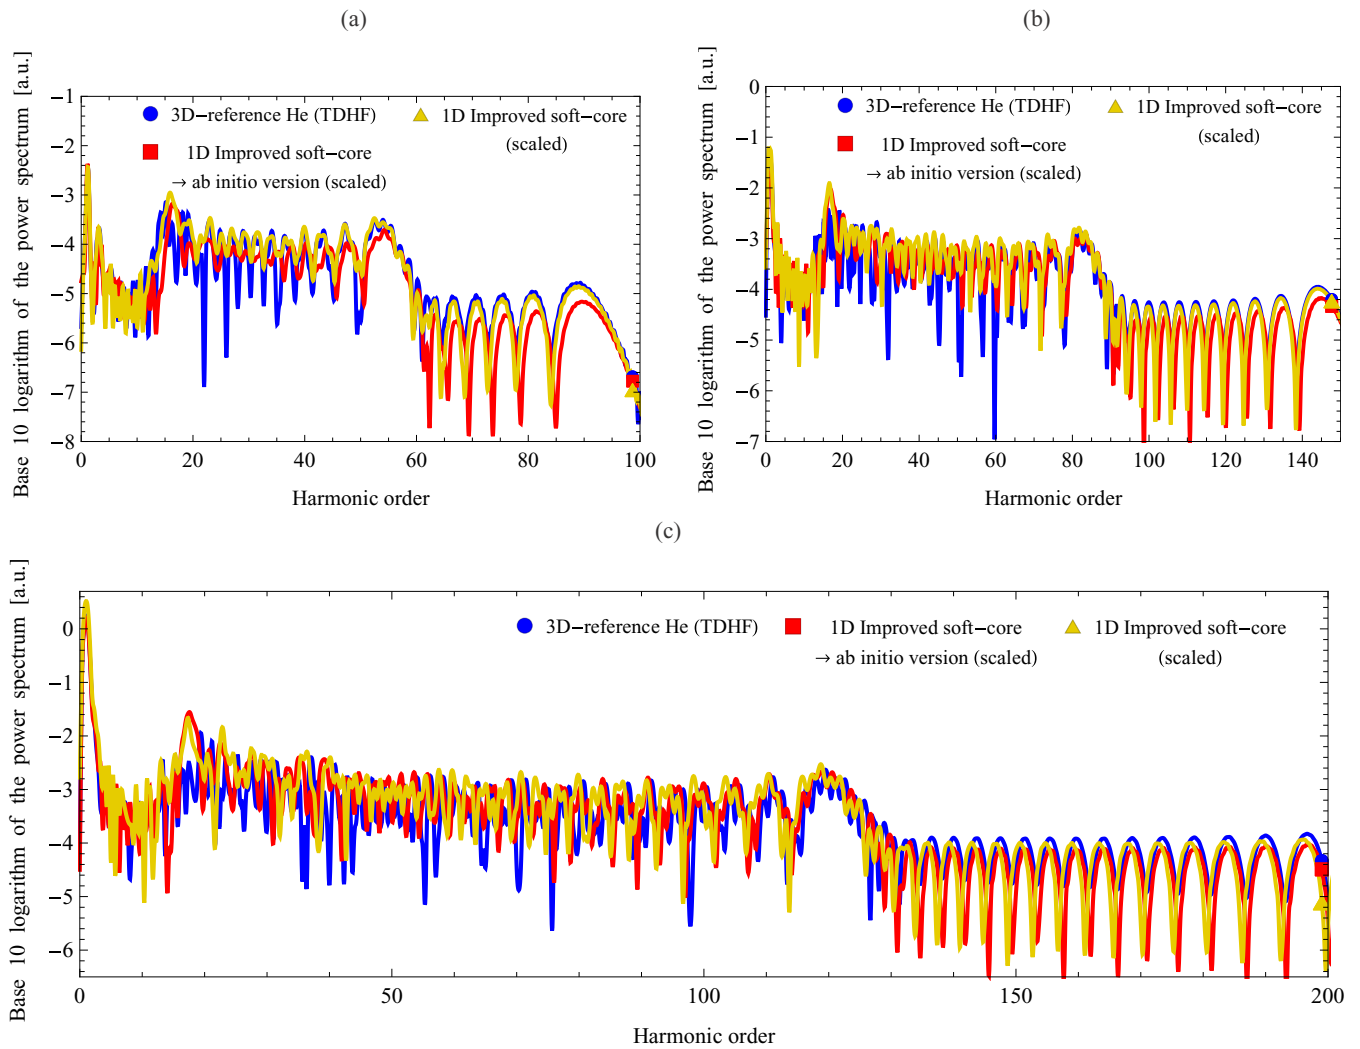 (a)
(b)
Base 10 logarithm of the power spectrum [a.u.]
−1
−2
−3
−4
−5
−6
−7
−8
3D−reference He (TDHF)
1D Improved soft−core
→ ab initio version (scaled)
1D Improved soft−core
(scaled)
0
20
40
60
80
100
Harmonic order
Base 10 logarithm of the power spectrum [a.u.]
0
−1
−2
−3
−4
−5
−6
−7
3D−reference He (TDHF)
1D Improved soft−core
→ ab initio version (scaled)
1D Improved soft−core
(scaled)
0
20
40
60
80
100
120
140
Harmonic order
(c)
Base 10 logarithm of the power spectrum [a.u.]
0
−1
−2
−3
−4
−5
−6
3D−reference He (TDHF)
1D Improved soft−core
→ ab initio version (scaled)
1D Improved soft−core
(scaled)
0
50
100
150
200
Harmonic order